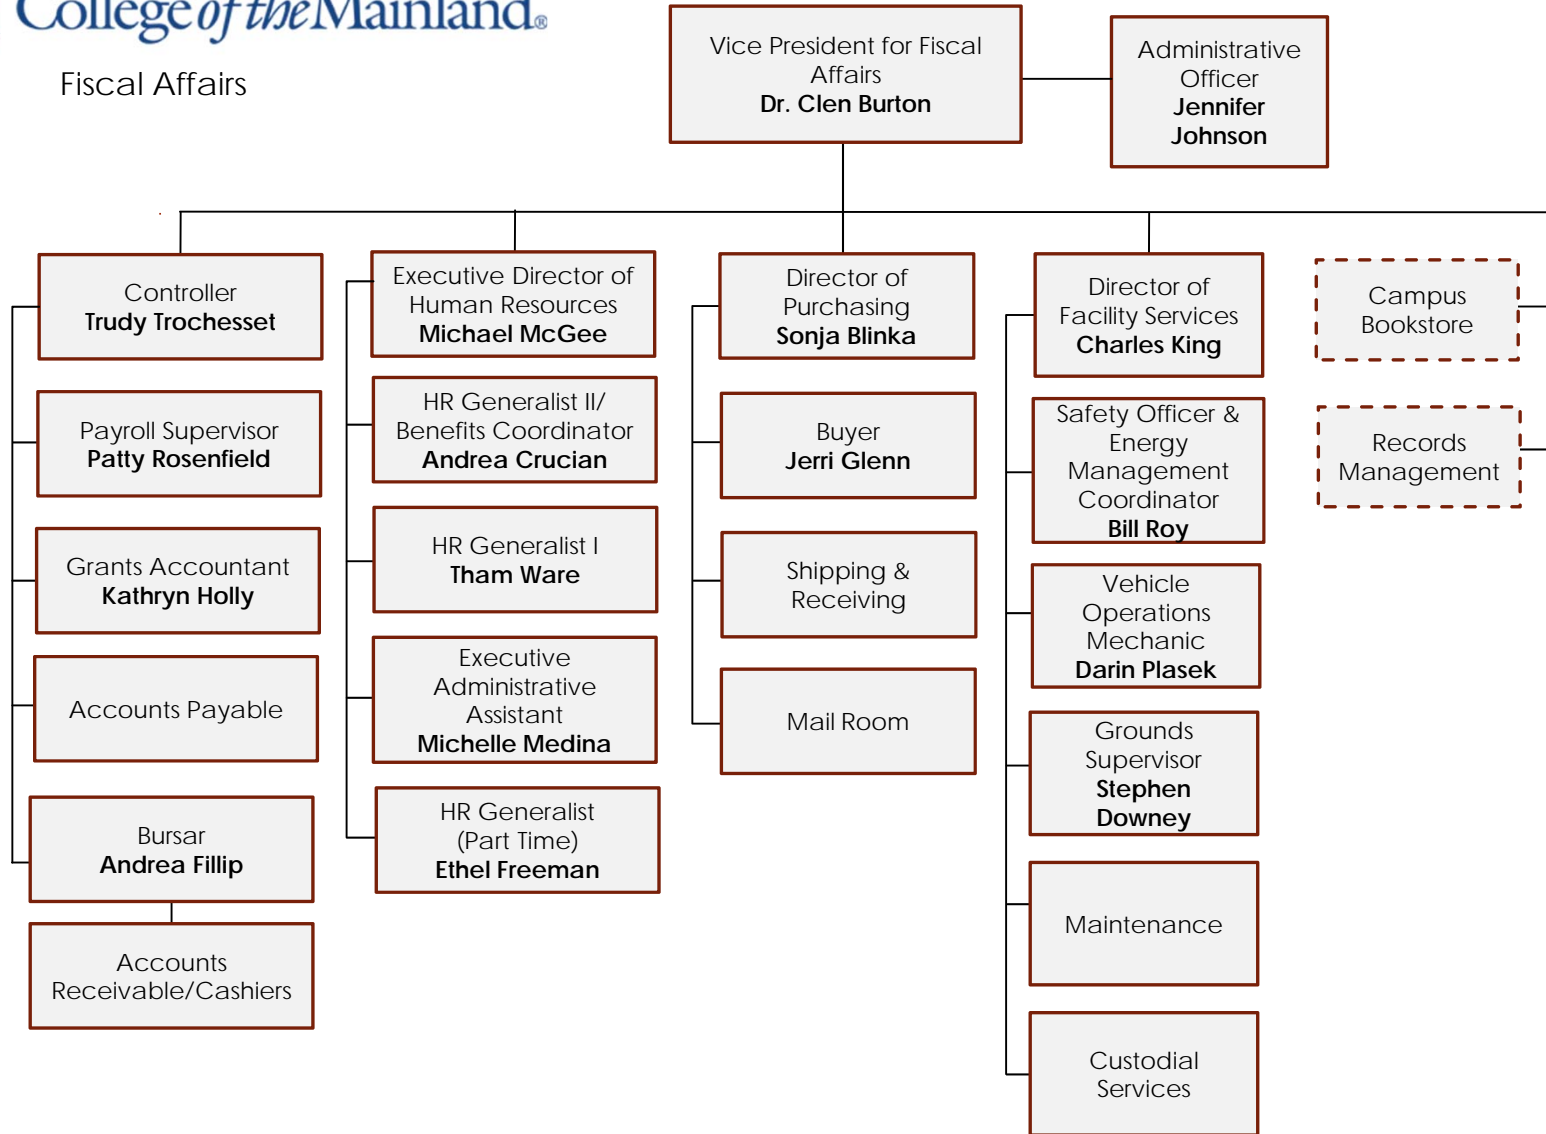 College of the Mainland®
Fiscal Affairs
Vice President for Fiscal
Affairs
Dr. Clen Burton
Administrative
Officer
Jennifer
Johnson
Controller
Trudy Trochesset
Payroll Supervisor
Patty Rosenfield
Grants Accountant
Kathryn Holly
Accounts Payable
Bursar
Andrea Fillip
Accounts
Receivable/Cashiers
Executive Director of
Human Resources
Michael McGee
HR Generalist II/
Benefits Coordinator
Andrea Crucian
HR Generalist I
Tham Ware
Executive
Administrative
Assistant
Michelle Medina
HR Generalist
(Part Time)
Ethel Freeman
Director of
Purchasing
Sonja Blinka
Buyer
Jerri Glenn
Shipping &
Receiving
Mail Room
Director of
Facility Services
Charles King
Safety Officer &
Energy
Management
Coordinator
Bill Roy
Vehicle
Operations
Mechanic
Darin Plasek
Grounds
Supervisor
Stephen
Downey
Maintenance
Custodial
Services
Campus
Bookstore
Records
Management